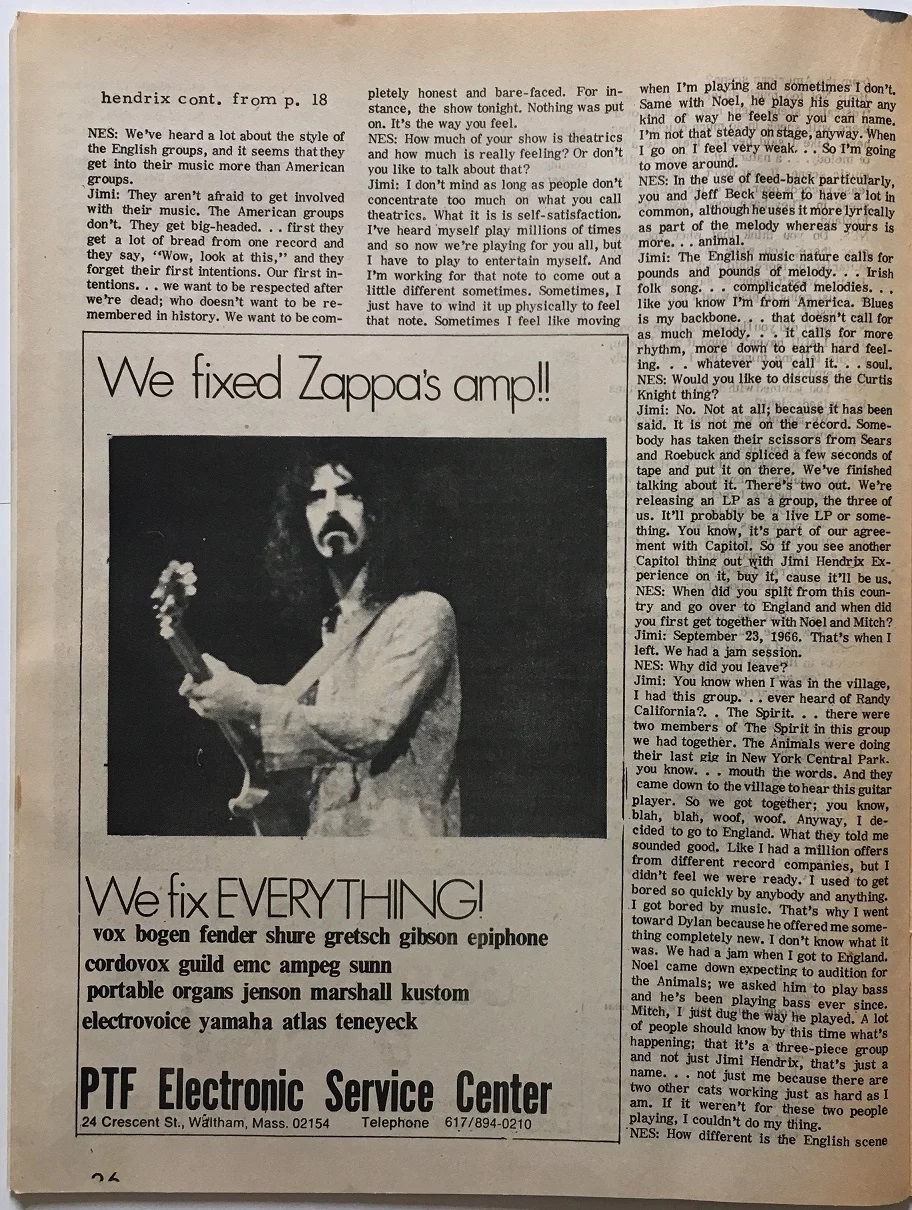 hendrix cont. from p. 18
NES: We've heard a lot about the style of
the English groups, and it seems that they
get into their music more than American
groups.
Jimi: They aren't afraid to get involved
with their music. The American groups
don't. They get big-headed. . . first they
get a lot of bread from one record and
they say, "Wow, look at this," and they
forget their first intentions. Our first in-
tentions. . . we want to be respected after
we're dead; who doesn't want to be re-
membered in history. We want to be com-
pletely honest and bare-faced. For in-
stance, the show tonight. Nothing was put
on. It's the way you feel.
NES: How much of your show is theatrics
and how much is really feeling? Or don't
you like to talk about that?
Jimi: I don't mind as long as people don't
concentrate too much on what you call
theatrics. What it is is self-satisfaction.
I've heard myself play millions of times
and so now we're playing for you all, but
I have to play to entertain myself. And
I'm working for that note to come out a
little different sometimes. Sometimes, I
just have to wind it up physically to feel
that note. Sometimes I feel like moving
when I'm playing and sometimes I don't.
Same with Noel, he plays his guitar any
kind of way he feels or you can name.
I'm not that steady on stage, anyway. When
I go on I feel very weak. . . So I'm going
to move around.
NES: In the use of feed-back particularly,
you and Jeff Beck seem to have a lot in
common, although he uses it more lyrically
as part of the melody whereas yours is
more. . . animal.
Jimi: The English music nature calls for
pounds and pounds of melody. . . Irish
folk song. . . complicated melodies. . .
like you know I'm from America. Blues
is my backbone. . . that doesn't call for
as much melody. . . it calls for more
rhythm, more down to earth hard feel-
ing. . . whatever you call it. . . soul.
NES: Would you like to discuss the Curtis
Knight thing?
Jimi: No. Not at all; because it has been
said. It is not me on the record. Some-
body has taken their scissors from Sears
and Roebuck and spliced a few seconds of
tape and put it on there. We've finished
talking about it. There's two out. We're
releasing an LP as a group, the three of
us. It'll probably be a live LP or some-
thing. You know, it's part of our agree-
ment with Capitol. So if you see another
Capitol thing out with Jimi Hendrix Ex-
perience on it, buy it, 'cause it'll be us.
NES: When did you split from this coun-
try and go over to England and when did
you first get together with Noel and Mitch?
Jimi: September 23, 1966. That's when I
left. We had a jam session.
NES: Why did you leave?
Jimi: You know when I was in the village,
I had this group. . . ever heard of Randy
California?. . The Spirit. . . there were
two members of The Spirit in this group
we had together. The Animals were doing
their last gig in New York Central Park.
you know. . . mouth the words. And they
came down to the village to hear this guitar
player. So we got together; you know,
blah, blah, woof, woof. Anyway, I de-
cided to go to England. What they told me
sounded good. Like I had a million offers
from different record companies, but I
didn't feel we were ready. I used to get
bored so quickly by anybody and anything.
I got bored by music. That's why I went
toward Dylan because he offered me some-
thing completely new. I don't know what it
was. We had a jam when I got to England.
Noel came down expecting to audition for
the Animals; we asked him to play bass
and he's been playing bass ever since.
Mitch, I just dug the way he played. A lot
of people should know by this time what's
happening; that it's a three-piece group
and not just Jimi Hendrix, that's just a
name. . . not just me because there are
two other cats working just as hard as I
am. If it weren't for these two people
playing, I couldn't do my thing.
NES: How different is the English scene
We fixed Zappa's amp!!
We fix EVERYTHING!
vox bogen fender shure gretsch gibson epiphone
cordovox guild emc ampeg sunn
portable organs jenson marshall kustom
electrovoice yamaha atlas teneyeck
PTF Electronic Service Center
24 Crescent St., Waltham, Mass. 02154 Telephone 617/894-0210